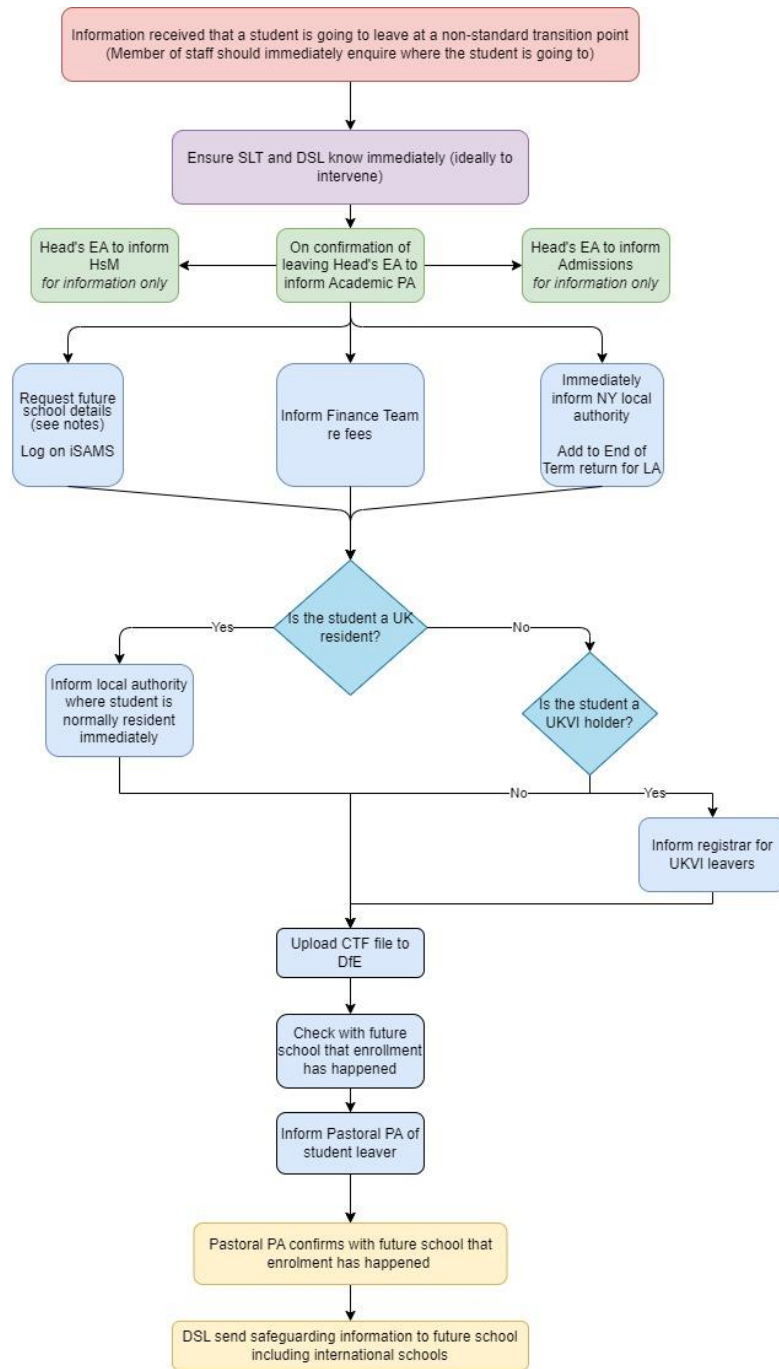 Information received that a student is going to leave at a non-standard transition point
(Member of staff should immediately enquire where the student is going to)
Ensure SLT and DSL know immediately (ideally to
intervene)
Head's EA to inform
HsM
for information only
On confirmation of
leaving Head's EA to
inform Academic PA
Head's EA to inform
Admissions
for information only
Request future
school details
(see notes)
Log on iSAMS
Inform Finance Team
re fees
Immediately
inform NY local
authority
Add to End of
Term return for LA
Is the student a UK
resident?
Yes
No
Inform local authority
where student is
normally resident
immediately
Is the student a
UKVI holder?
No
Yes
Inform registrar for
UKVI leavers
Upload CTF file to
DfE
Check with future
school that enrollment
has happened
Inform Pastoral PA of
student leaver
Pastoral PA confirms with future school that
enrolment has happened
DSL send safeguarding information to future school
including international schools